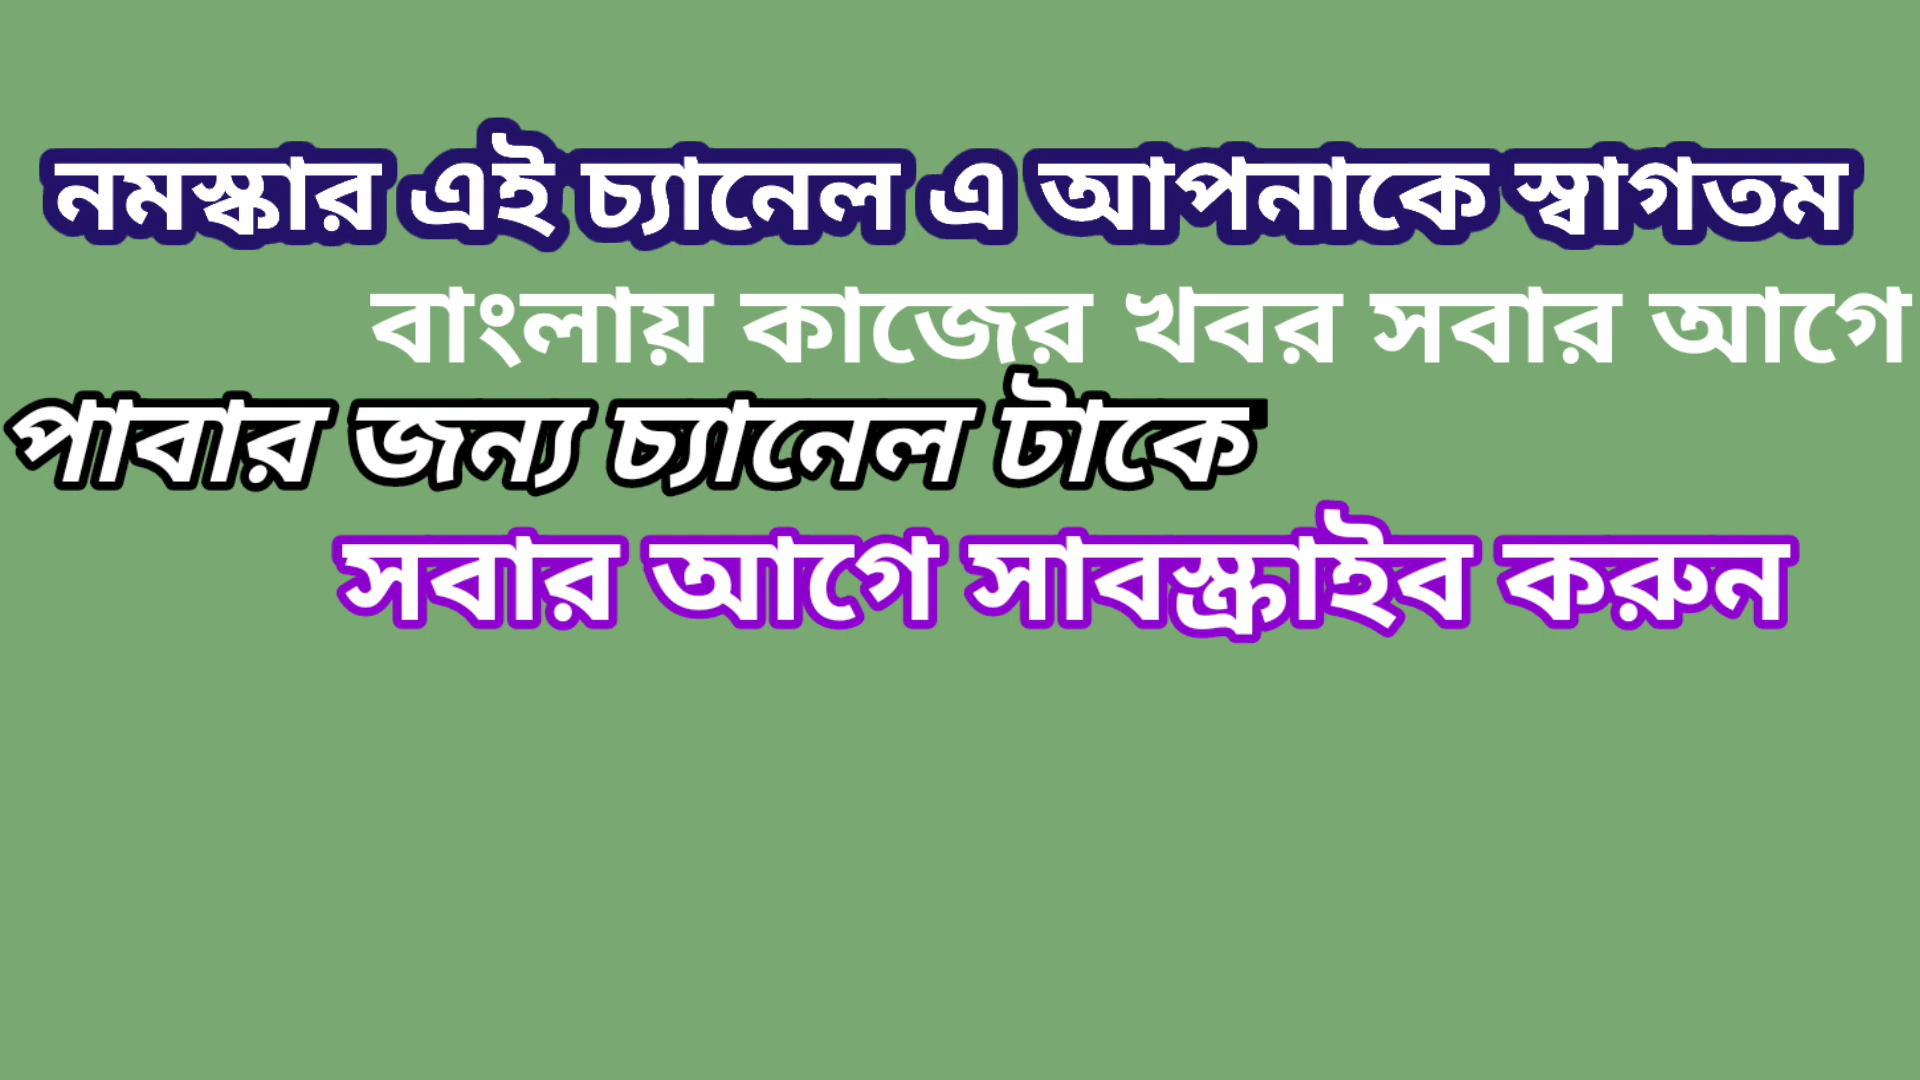 নমস্কার এই চ্যানেল এ আপনাকে স্বাগতম
বাংলায় কাজের খবর সবার আগে
পাবার জন্য চ্যানেল টাকে
সবার আগে সাবস্ক্রাইব করুন